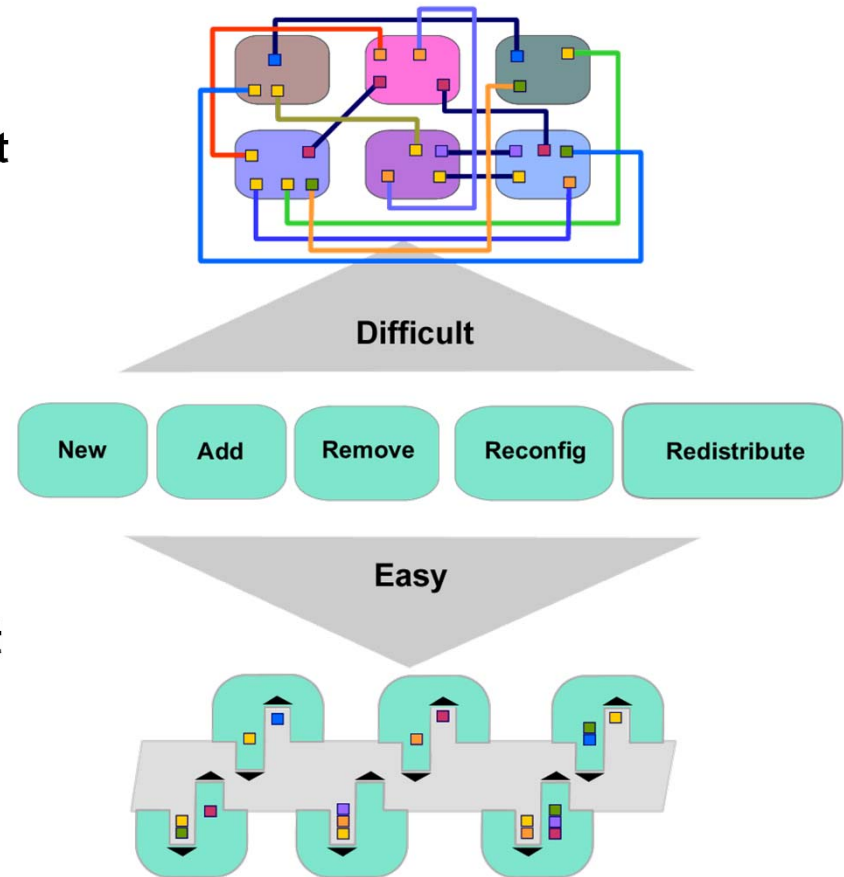 t
Difficult
New
Add
Remove
Reconfig
Redistribute
Easy
t